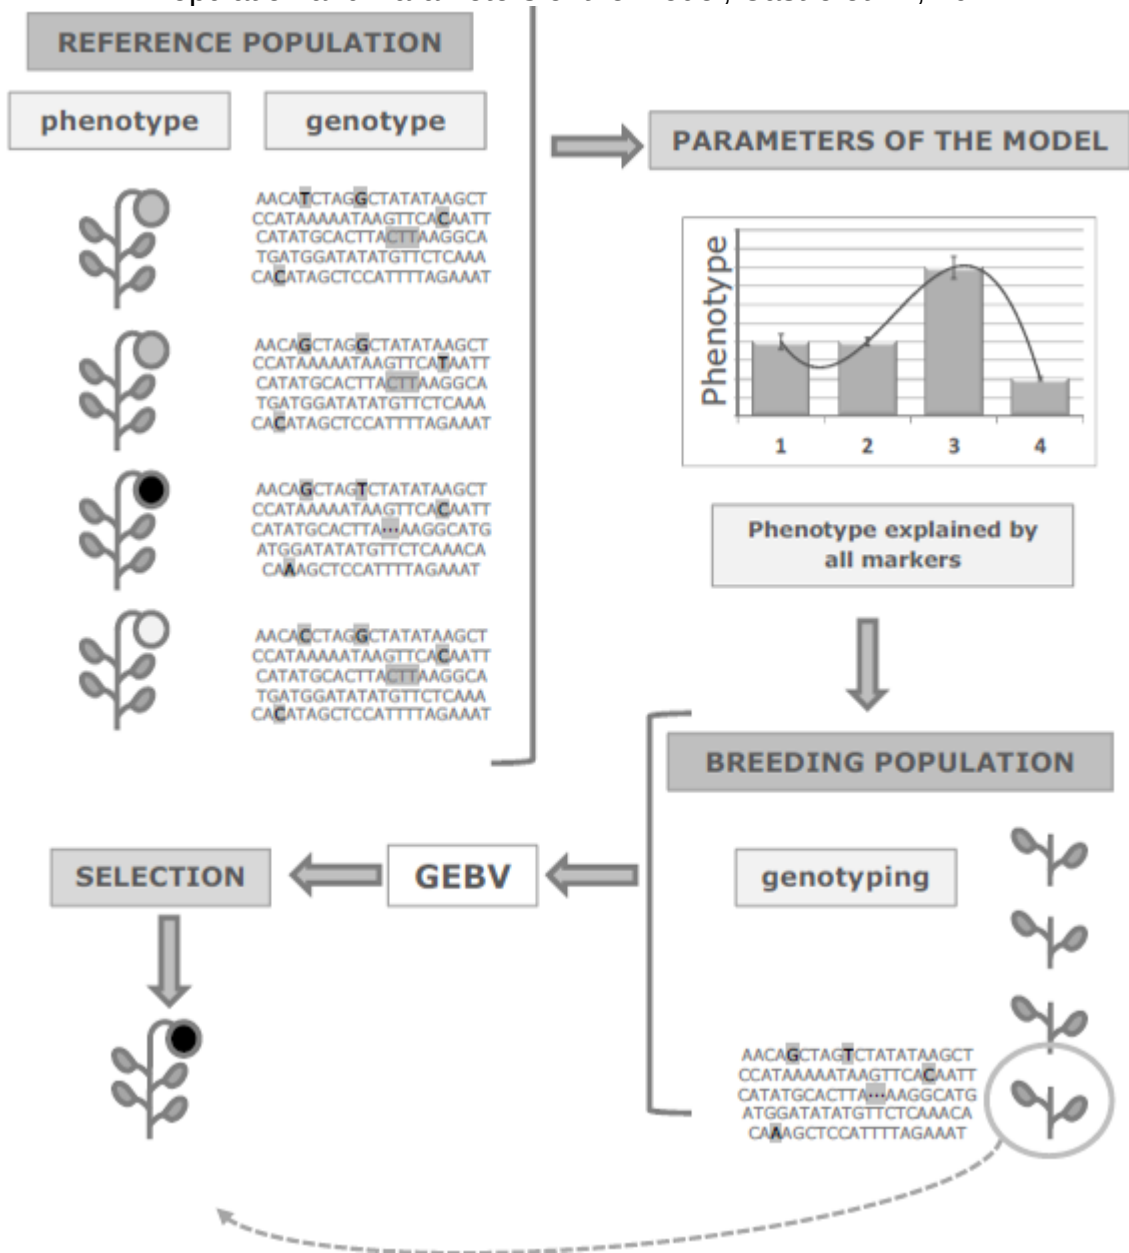 REFERENCE POPULATION
phenotype
genotype
AACATCTAGGCTATATAAGCT
CCATAAAAATAAGTTCACAATT
CATATGCACTTACTTAAGGCA
TGATGGATATATGTTCTCAAA
CACATAGCTCCATTTTAGAAAT
AACAGCTAGGCTATATAAGCT
CCATAAAAATAAGTTCATAATT
CATATGCACTTACTTAAGGCA
TGATGGATATATGTTCTCAAA
CACATAGCTCCATTTTAGAAAT
AACAGCTAGTCTATATAAGCT
CCATAAAAATAAGTTCACAATT
CATATGCACTTA···AAGGCATG
ATGGATATATGTTCTCAAACA
CAAAGCTCCATTTTAGAAAT
AACACCTAGGCTATATAAGCT
CCATAAAAATAAGTTCACAATT
CATATGCACTTACTTAAGGCA
TGATGGATATATGTTCTCAAA
CACATAGCTCCATTTTAGAAAT
PARAMETERS OF THE MODEL
Phenotype
1 2 3 4
Phenotype explained by
all markers
BREEDING POPULATION
genotyping
AACAGCTAGTCTATATAAGCT
CCATAAAAATAAGTTCACAATT
CATATGCACTTA···AAGGCATG
ATGGATATATGTTCTCAAACA
CAAAGCTCCATTTTAGAAAT
GEBV
SELECTION